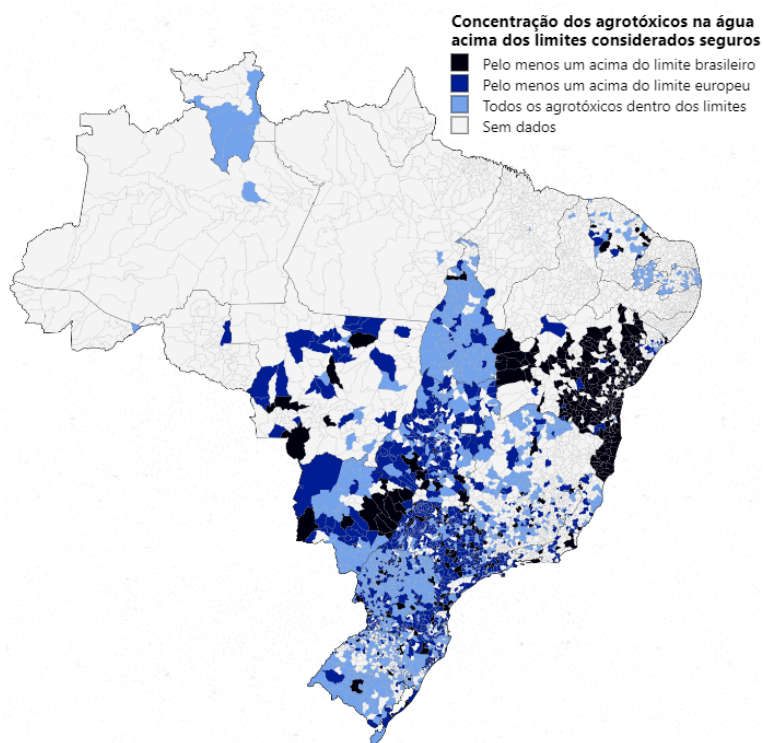 Concentração dos agrotóxicos na água
acima dos limites considerados seguros
Pelo menos um acima do limite brasileiro
Pelo menos um acima do limite europeu
Todos os agrotóxicos dentro dos limites
Sem dados